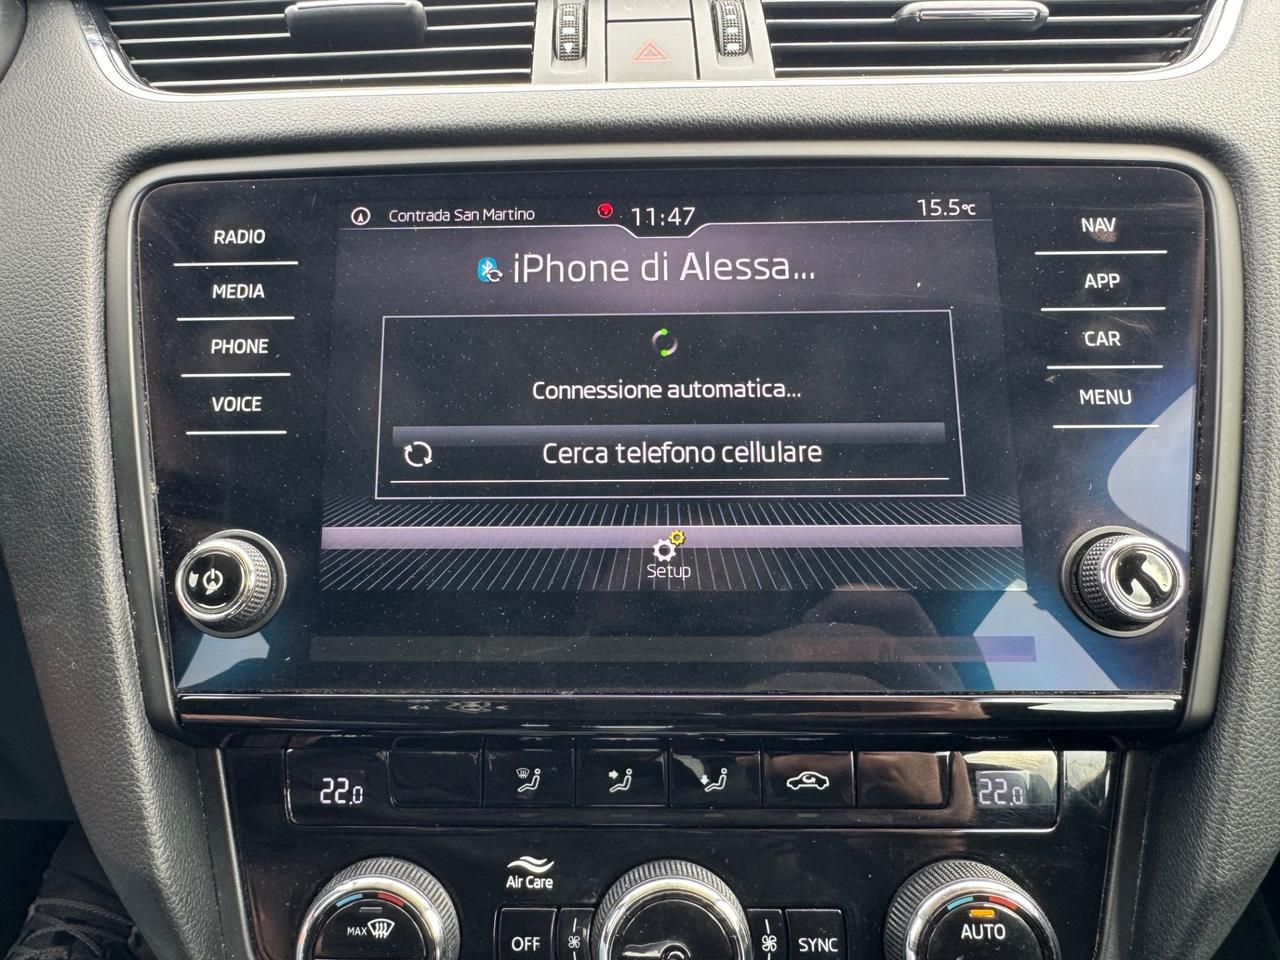 Contrada San Martino 11:47 15.5°C
RADIO
MEDIA
PHONE
VOICE
iPhone di Alessa...
Connessione automatica...
Cerca telefono cellulare
Setup
NAV
APP
CAR
MENU
22.0
22.0
Air Care
MAX
OFF
SYNC
AUTO